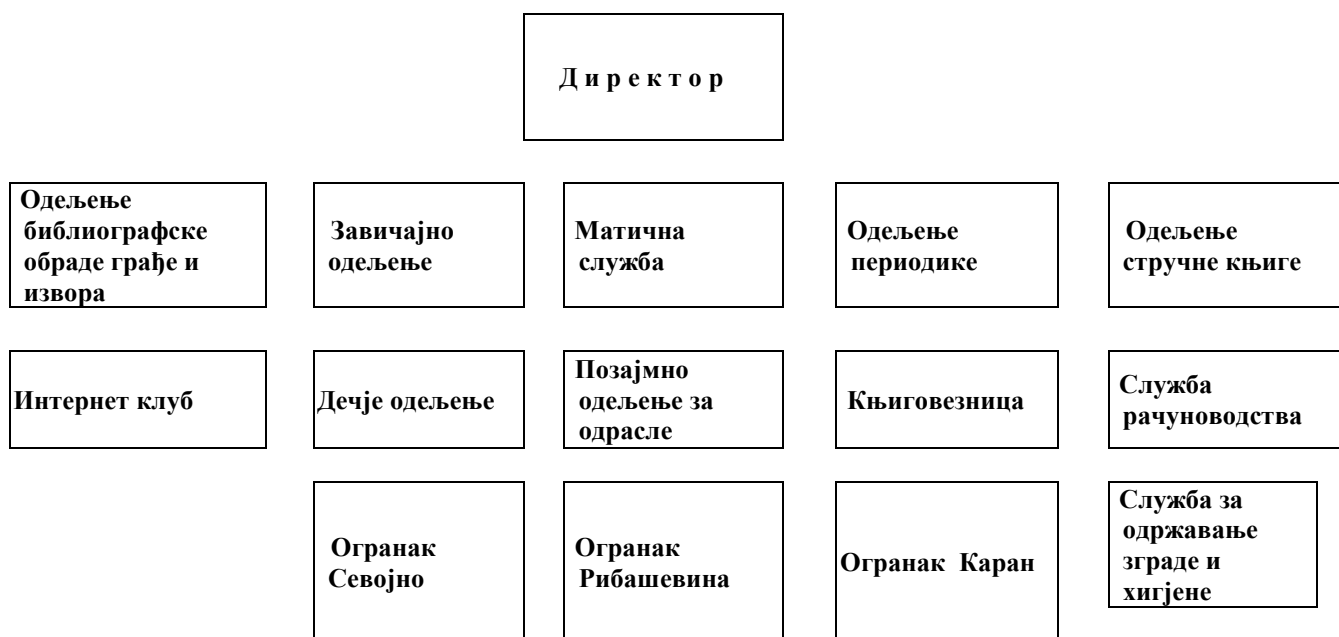 Д и р е к т о р
Одељење
библиографске
обраде грађе и
извора
Завичајно
одељење
Матична
служба
Одељење
периодике
Одељење
стручне књиге
Интернет клуб
Дечје одељење
Позајмно
одељење за
одрасле
Књиговезница
Служба
рачуноводства
Огранак
Севојно
Огранак
Рибашевина
Огранак  Каран
Служба за
одржавање
зграде и
хигјене